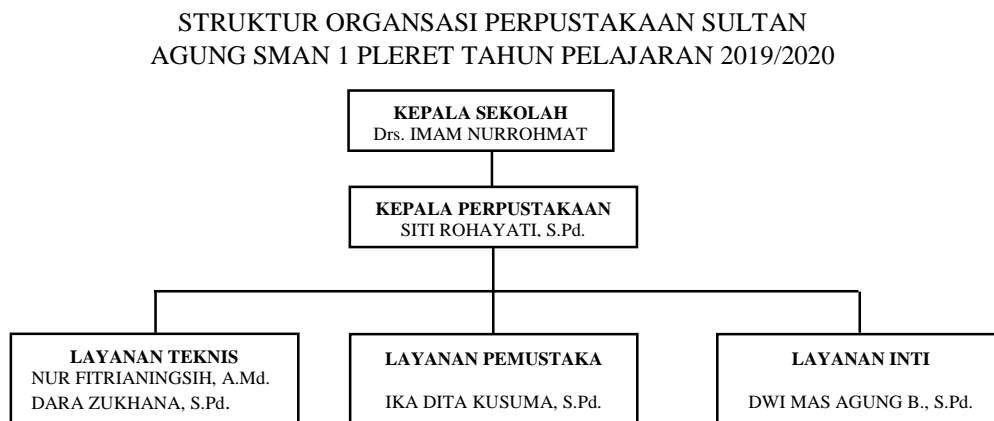 STRUKTUR ORGANSASI PERPUSTAKAAN SULTAN
AGUNG SMAN 1 PLERET TAHUN PELAJARAN 2019/2020
KEPALA SEKOLAH
Drs. IMAM NURROHMAT
KEPALA PERPUSTAKAAN
SITI ROHAYATI, S.Pd.
LAYANAN TEKNIS
NUR FITRIANINGSIH, A.Md.
DARA ZUKHANA, S.Pd.
LAYANAN PEMUSTAKA
IKA DITA KUSUMA, S.Pd.
LAYANAN INTI
DWI MAS AGUNG B., S.Pd.